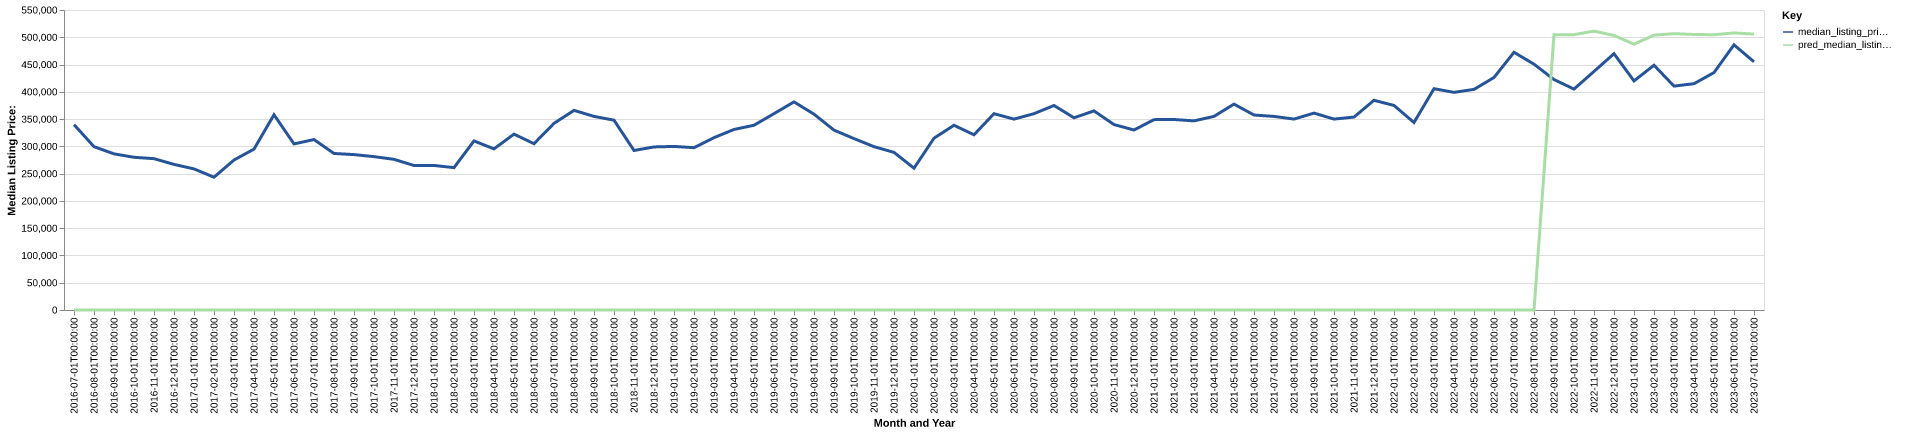 550,000
500,000
450,000
400,000
350,000
300,000
250,000
200,000
150,000
100,000
50,000
0
Median Listing Price:
2016-07-01T00:00:00
2016-08-01T00:00:00
2016-09-01T00:00:00
2016-10-01T00:00:00
2016-11-01T00:00:00
2016-12-01T00:00:00
2017-01-01T00:00:00
2017-02-01T00:00:00
2017-03-01T00:00:00
2017-04-01T00:00:00
2017-05-01T00:00:00
2017-06-01T00:00:00
2017-07-01T00:00:00
2017-08-01T00:00:00
2017-09-01T00:00:00
2017-10-01T00:00:00
2017-11-01T00:00:00
2017-12-01T00:00:00
2018-01-01T00:00:00
2018-02-01T00:00:00
2018-03-01T00:00:00
2018-04-01T00:00:00
2018-05-01T00:00:00
2018-06-01T00:00:00
2018-07-01T00:00:00
2018-08-01T00:00:00
2018-09-01T00:00:00
2018-10-01T00:00:00
2018-11-01T00:00:00
2018-12-01T00:00:00
2019-01-01T00:00:00
2019-02-01T00:00:00
2019-03-01T00:00:00
2019-04-01T00:00:00
2019-05-01T00:00:00
2019-06-01T00:00:00
2019-07-01T00:00:00
2019-08-01T00:00:00
2019-09-01T00:00:00
2019-10-01T00:00:00
2019-11-01T00:00:00
2019-12-01T00:00:00
2020-01-01T00:00:00
2020-02-01T00:00:00
2020-03-01T00:00:00
2020-04-01T00:00:00
2020-05-01T00:00:00
2020-06-01T00:00:00
2020-07-01T00:00:00
2020-08-01T00:00:00
2020-09-01T00:00:00
2020-10-01T00:00:00
2020-11-01T00:00:00
2020-12-01T00:00:00
2021-01-01T00:00:00
2021-02-01T00:00:00
2021-03-01T00:00:00
2021-04-01T00:00:00
2021-05-01T00:00:00
2021-06-01T00:00:00
2021-07-01T00:00:00
2021-08-01T00:00:00
2021-09-01T00:00:00
2021-10-01T00:00:00
2021-11-01T00:00:00
2021-12-01T00:00:00
2022-01-01T00:00:00
2022-02-01T00:00:00
2022-03-01T00:00:00
2022-04-01T00:00:00
2022-05-01T00:00:00
2022-06-01T00:00:00
2022-07-01T00:00:00
2022-08-01T00:00:00
2022-09-01T00:00:00
2022-10-01T00:00:00
2022-11-01T00:00:00
2022-12-01T00:00:00
2023-01-01T00:00:00
2023-02-01T00:00:00
2023-03-01T00:00:00
2023-04-01T00:00:00
2023-05-01T00:00:00
2023-06-01T00:00:00
2023-07-01T00:00:00
Month and Year
Key
median_listing_pri…
pred_median_listin…